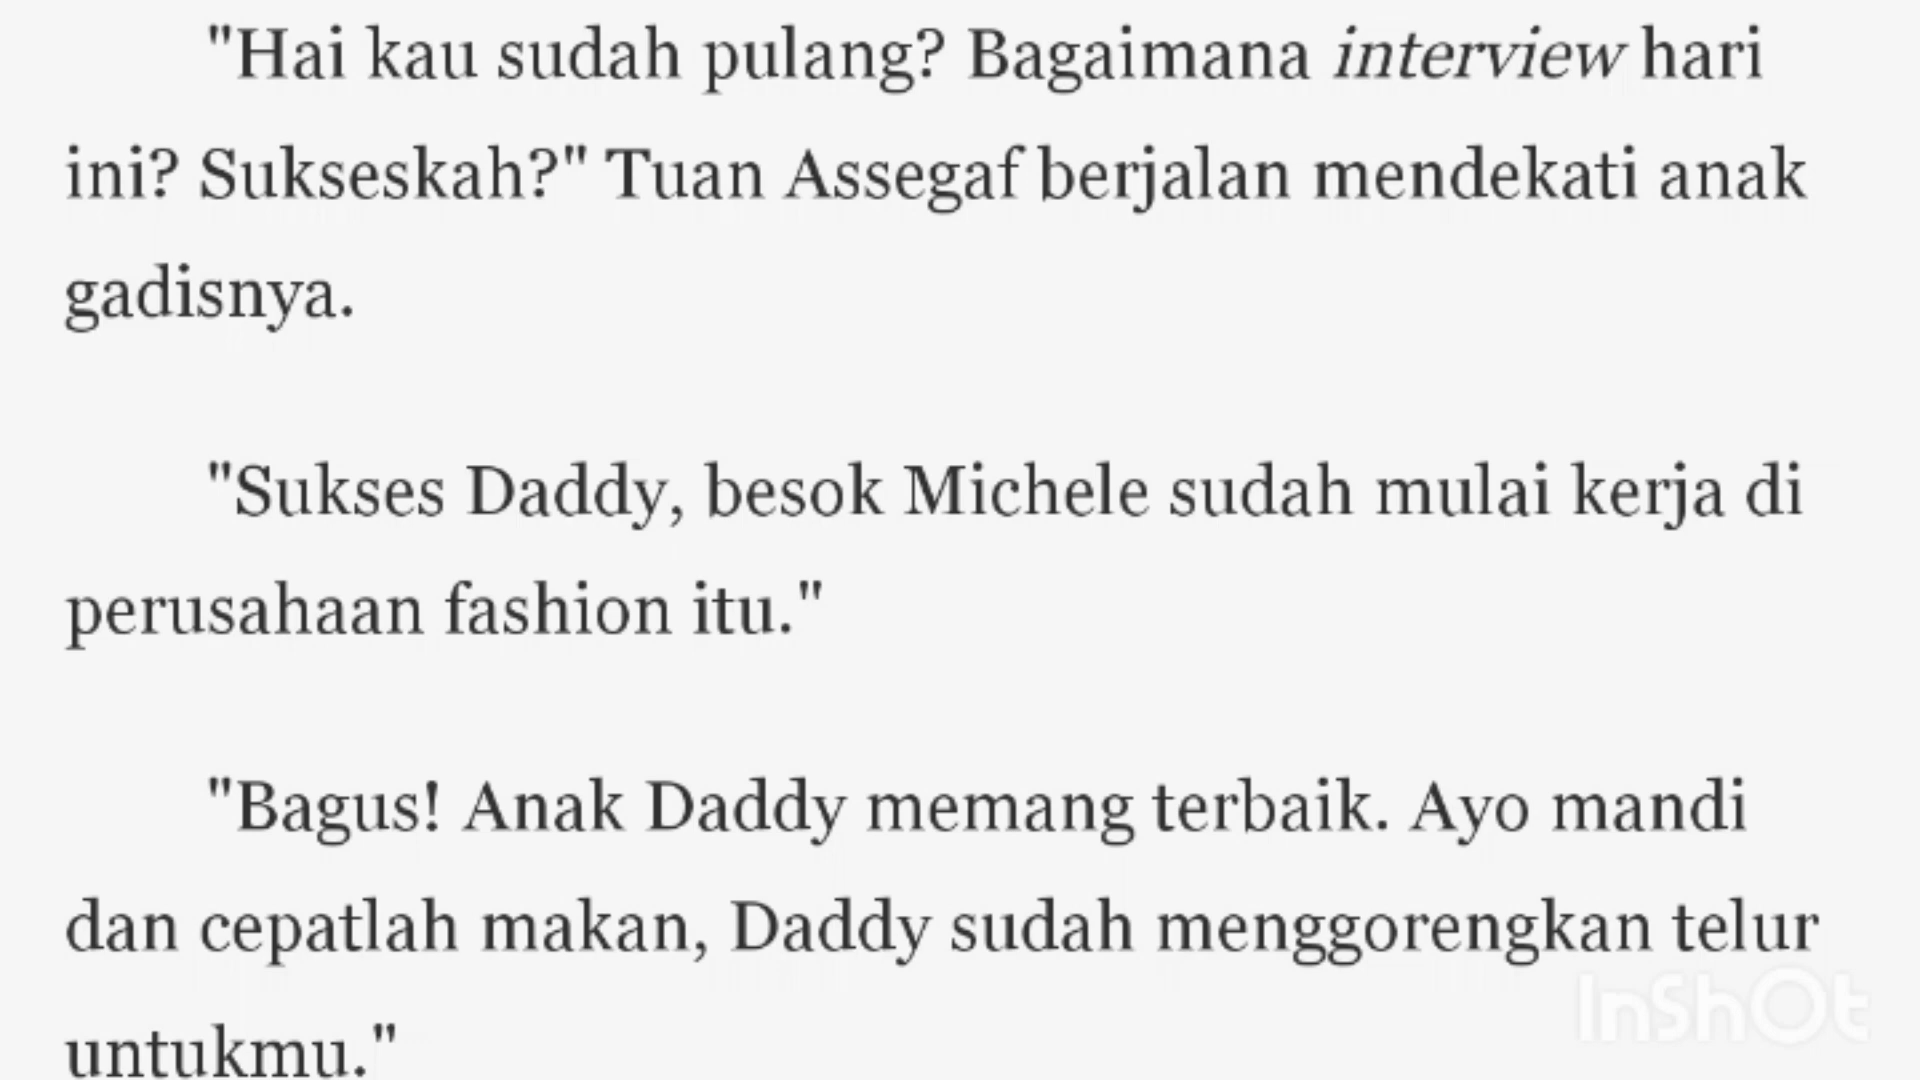 "Hai kau sudah pulang? Bagaimana interview hari
ini? Sukseskah?" Tuan Assegaf berjalan mendekati anak
gadisnya.
"Sukses Daddy, besok Michele sudah mulai kerja di
perusahaan fashion itu."
"Bagus! Anak Daddy memang terbaik. Ayo mandi
dan cepatlah makan, Daddy sudah menggorengkan telur
untukmu."
InShOt